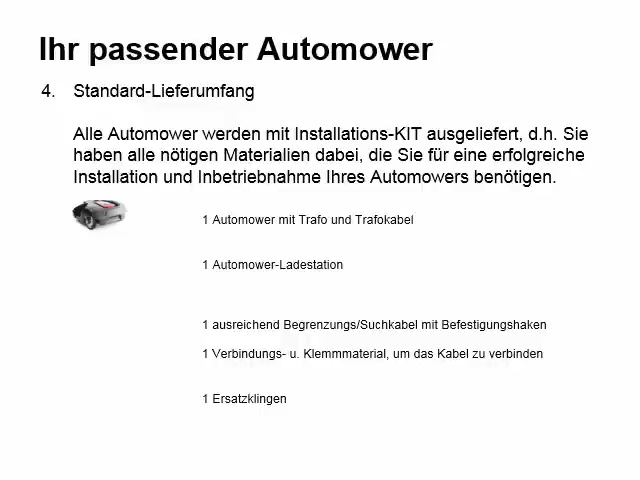 Ihr passender Automower
4. Standard-Lieferumfang
Alle Automower werden mit Installations-KIT ausgeliefert, d.h. Sie
haben alle nötigen Materialien dabei, die Sie für eine erfolgreiche
Installation und Inbetriebnahme Ihres Automowers benötigen.
1 Automower mit Trafo und Trafokabel
1 Automower-Ladestation
1 ausreichend Begrenzungs/Suchkabel mit Befestigungshaken
1 Verbindungs- u. Klemmmaterial, um das Kabel zu verbinden
1 Ersatzklingen